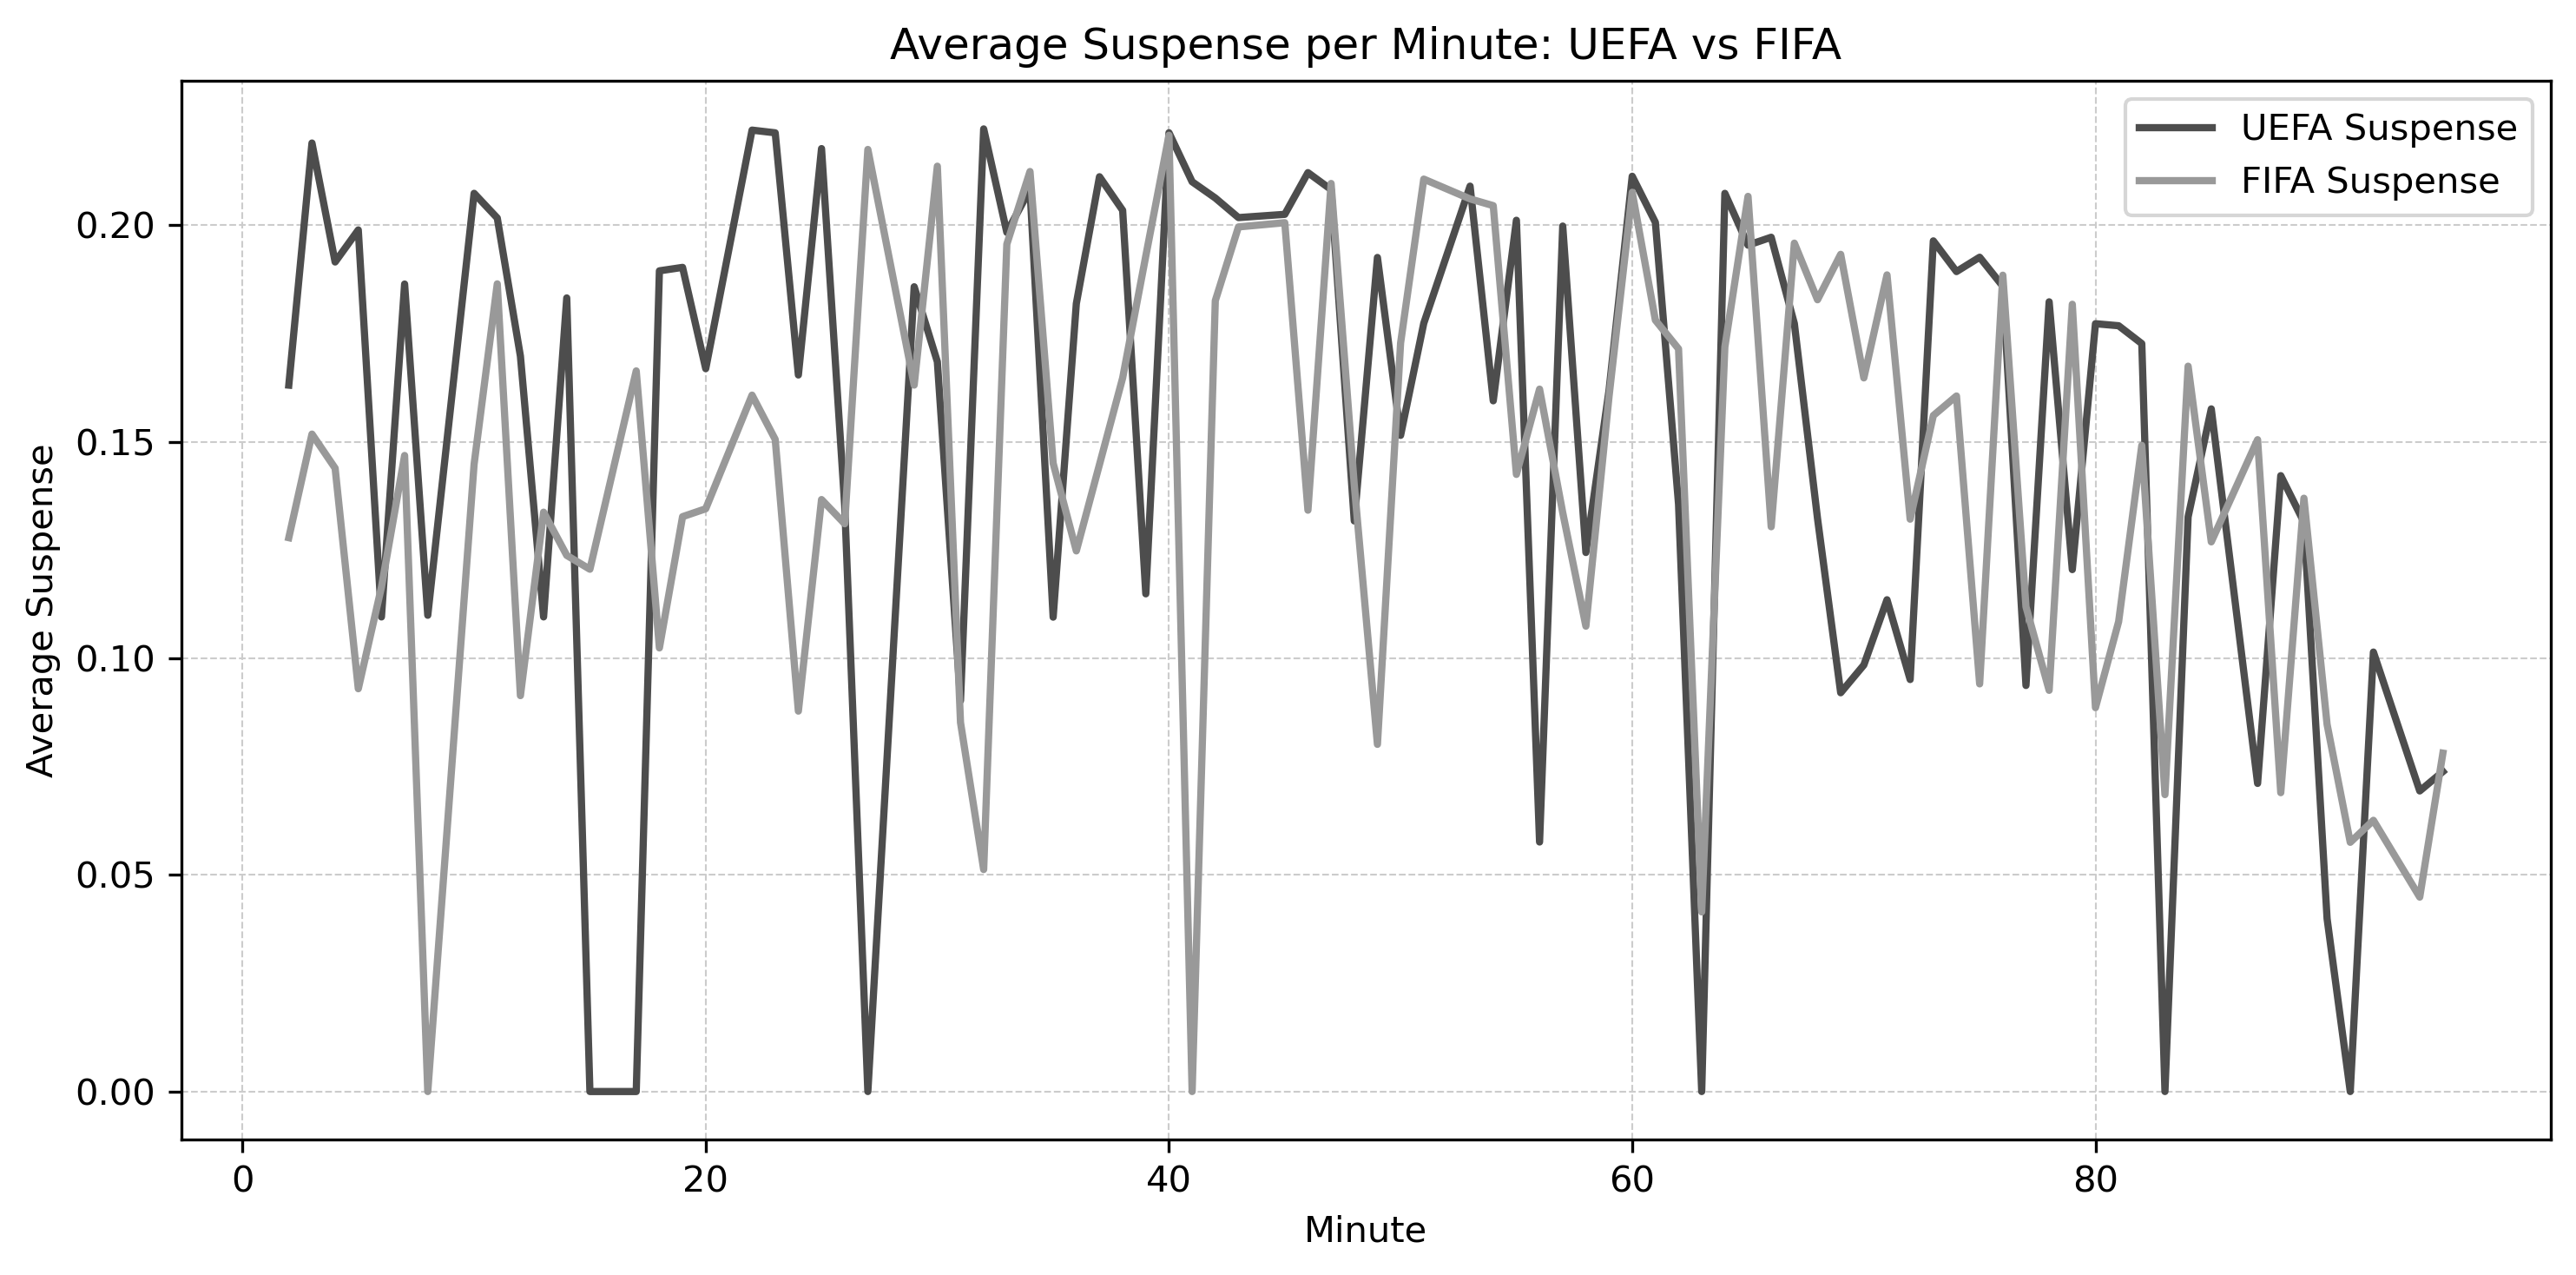 Average Suspense per Minute: UEFA vs FIFA
UEFA Suspense
FIFA Suspense
Average Suspense
0.20
0.15
0.10
0.05
0.00
0 20 40 60 80
Minute